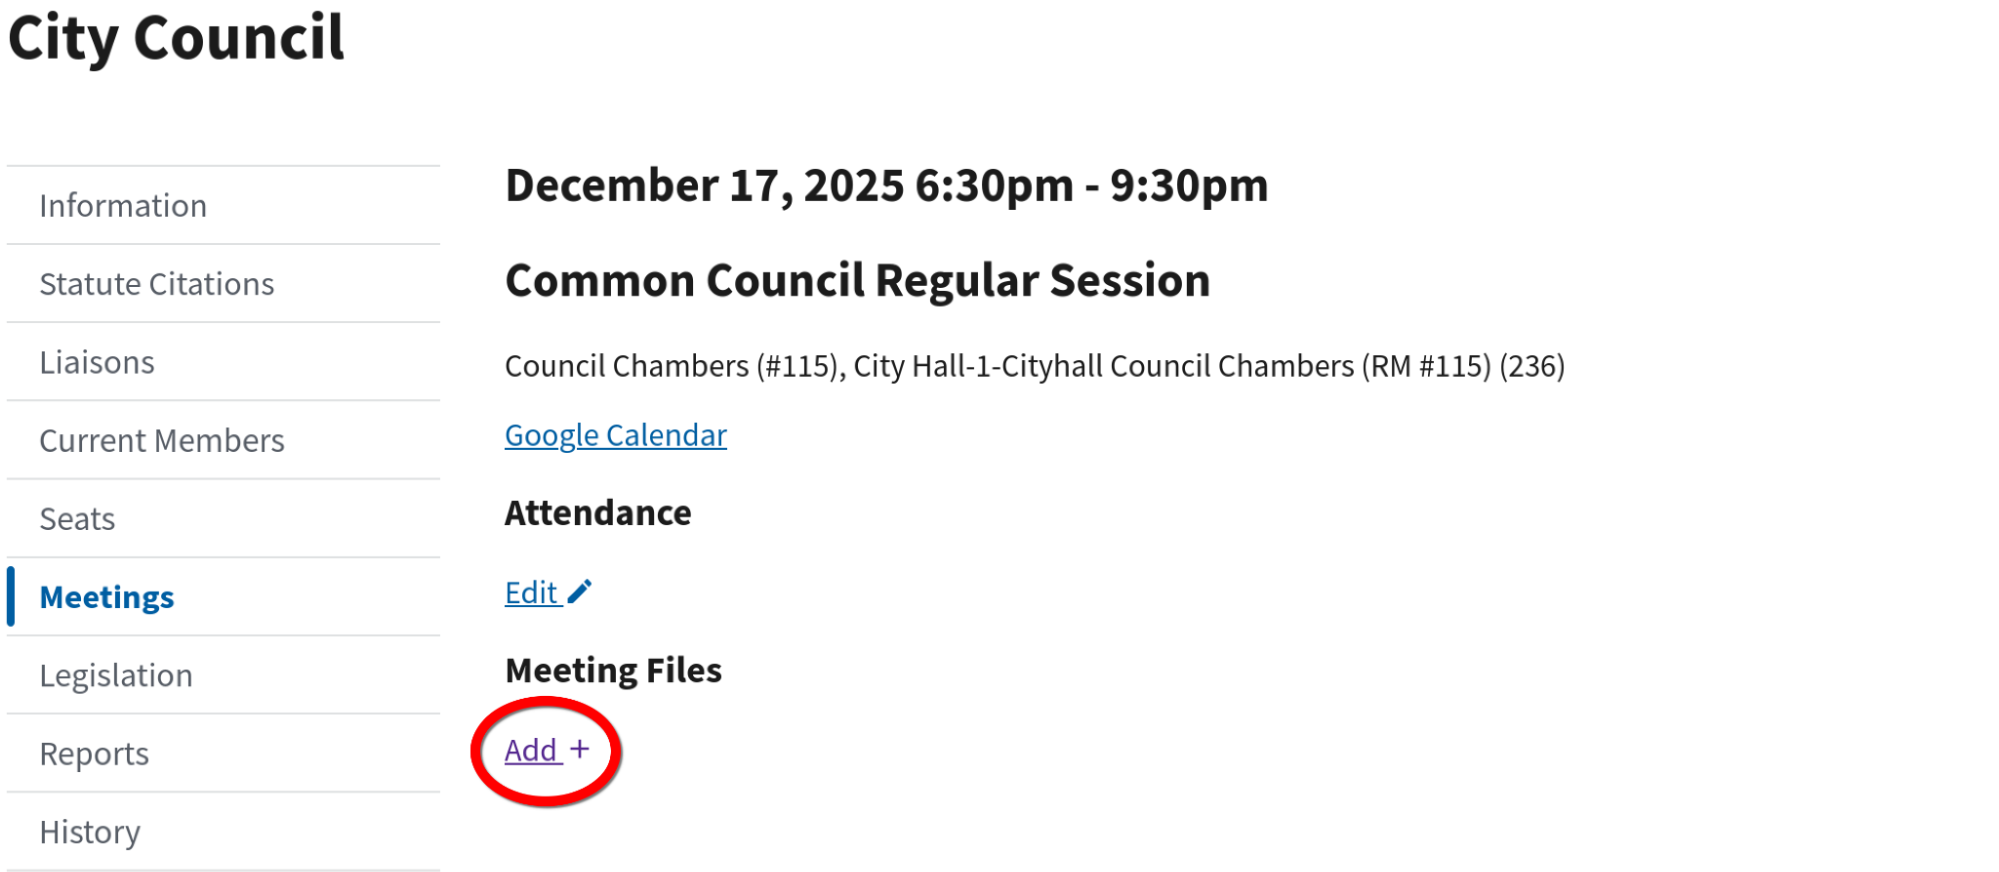 City Council
Information
Statute Citations
Liaisons
Current Members
Seats
Meetings
Legislation
Reports
History
December 17, 2025 6:30pm - 9:30pm
Common Council Regular Session
Council Chambers (#115), City Hall-1-Cityhall Council Chambers (RM #115) (236)
Google Calendar
Attendance
Edit
Meeting Files
Add +